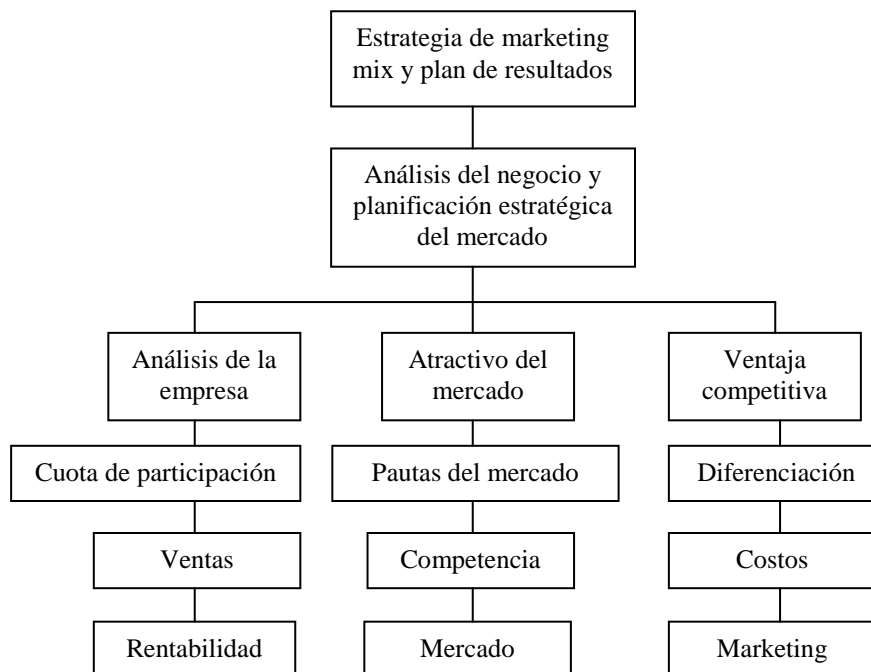 Estrategia de marketing
mix y plan de resultados
Análisis del negocio y
planificación estratégica
del mercado
Análisis de la
empresa
Atractivo del
mercado
Ventaja
competitiva
Cuota de participación
Pautas del mercado
Diferenciación
Ventas
Competencia
Costos
Rentabilidad
Mercado
Marketing